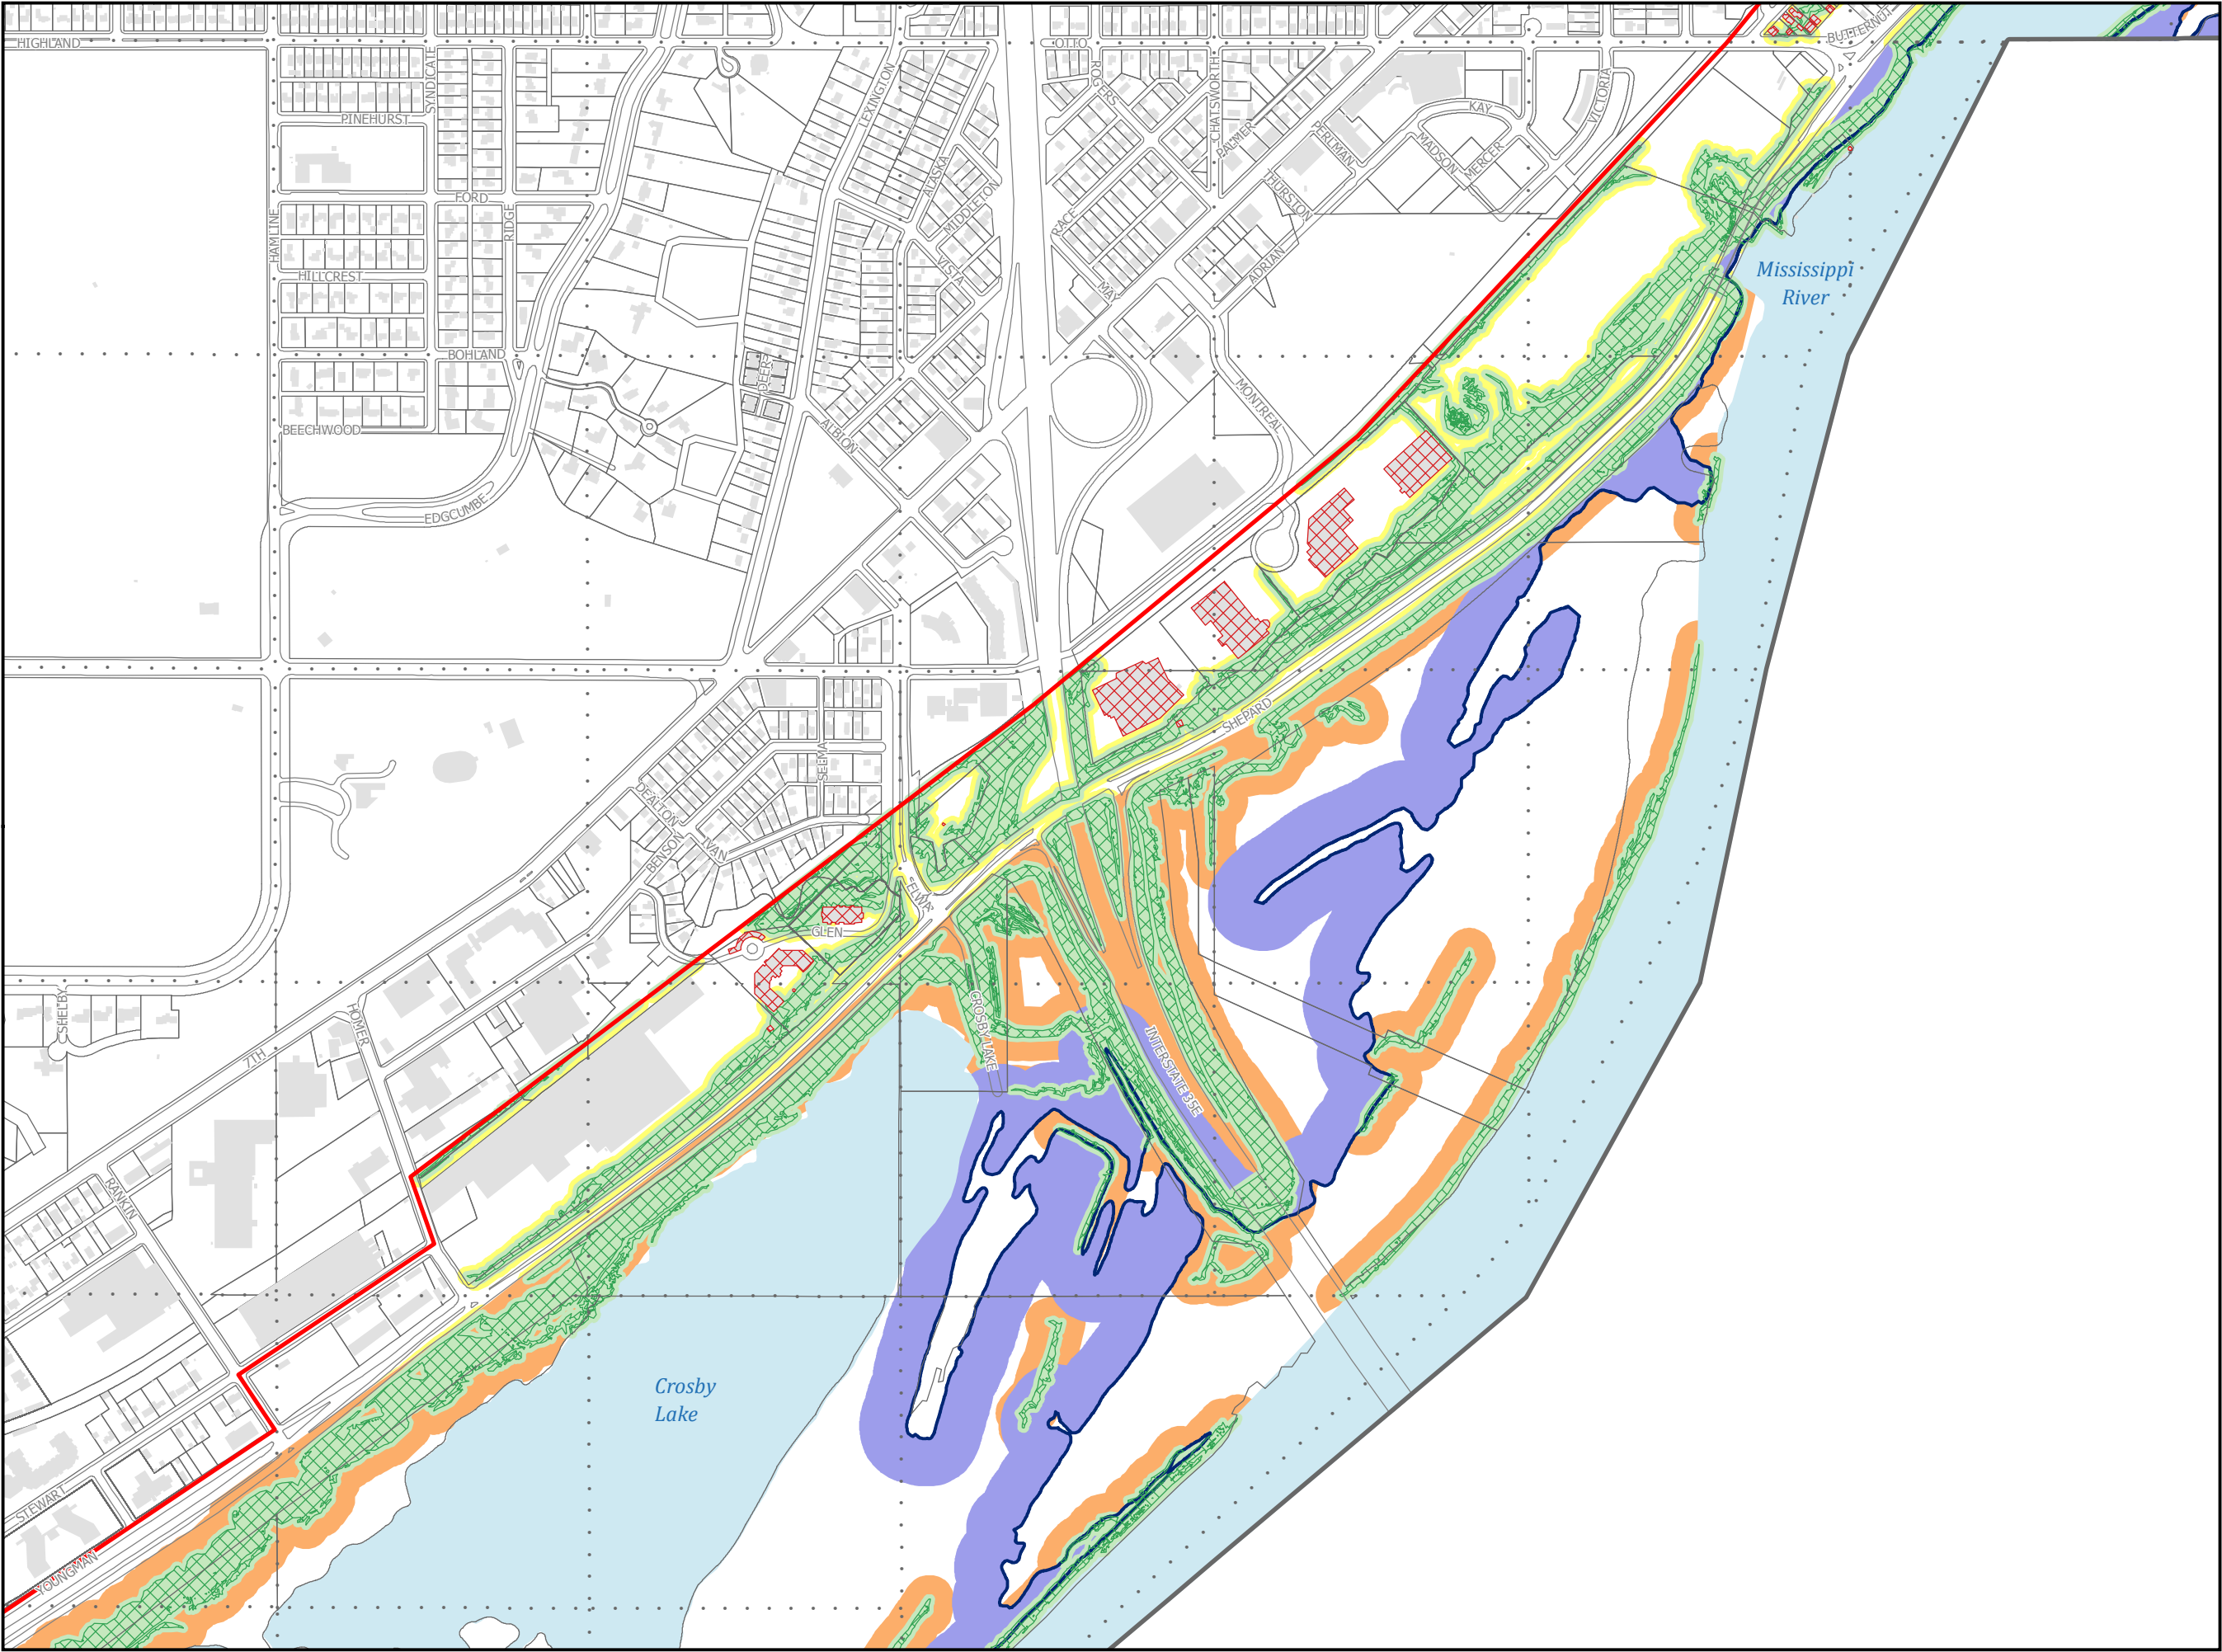 HIGHLAND
SYNDICATE
PINEHURST
HAMLINE
FORD
RIDGE
HILLCREST
BOHLAND
BEECHWOOD
EDGCUMBE
LEXINGTON
ALASKA
MIDDLETON
VISTA
DEER
ALBION
OTTO
ROGERS
CHATSWORTH
PALMER
PERLMAN
HURSTON
RACE
MAY
ADRIAN
MONTREAL
KAY
MADSON
MERCER
VICTORIA
BUTTERNUT
Mississippi
River
SHEPARD
SELMA
DEALTON
BENSON
IVAN
ELWAY
GLEN
CROSBY LAKE
INTERSTATE 35E
SHELBY
HOMER
7TH
RANKIN
STEWART
YOUNGMAN
Crosby
Lake